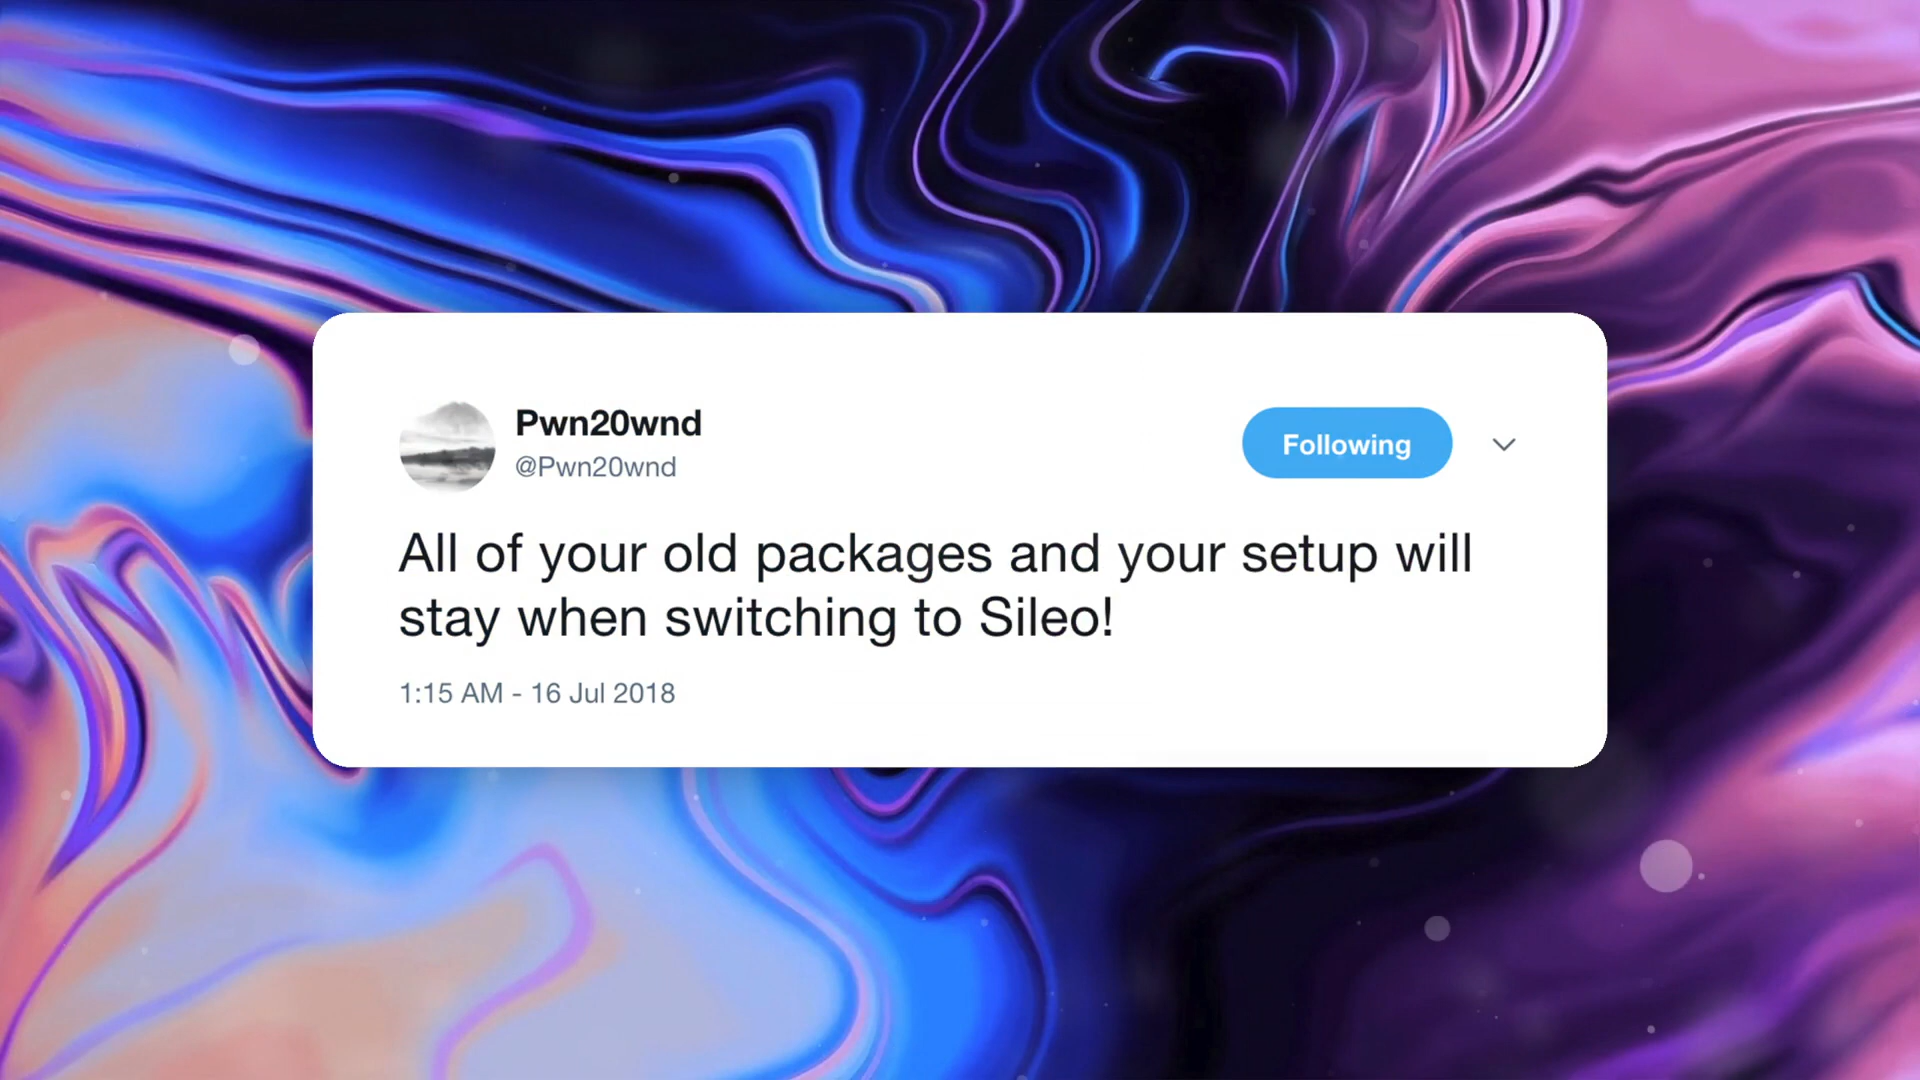 Pwn20wnd
@Pwn20wnd
Following
All of your old packages and your setup will
stay when switching to Sileo!
1:15 AM - 16 Jul 2018